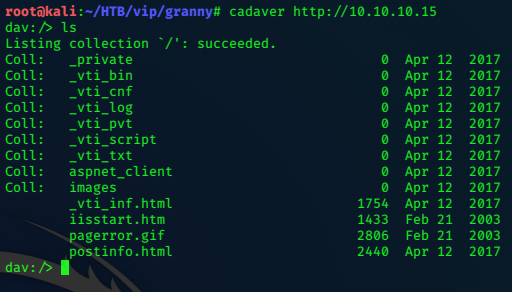 root@kali:~/HTB/vip/granny# cadaver http://10.10.10.15
dav:/> ls
Listing collection `/': succeeded.
Coll:   _private                               0  Apr 12  2017
Coll:   _vti_bin                               0  Apr 12  2017
Coll:   _vti_cnf                               0  Apr 12  2017
Coll:   _vti_log                               0  Apr 12  2017
Coll:   _vti_pvt                               0  Apr 12  2017
Coll:   _vti_script                            0  Apr 12  2017
Coll:   _vti_txt                               0  Apr 12  2017
Coll:   aspnet_client                          0  Apr 12  2017
Coll:   images                                 0  Apr 12  2017
        _vti_inf.html                       1754  Apr 12  2017
        iisstart.htm                        1433  Feb 21  2003
        pagerror.gif                        2806  Feb 21  2003
        postinfo.html                       2440  Apr 12  2017
dav:/>